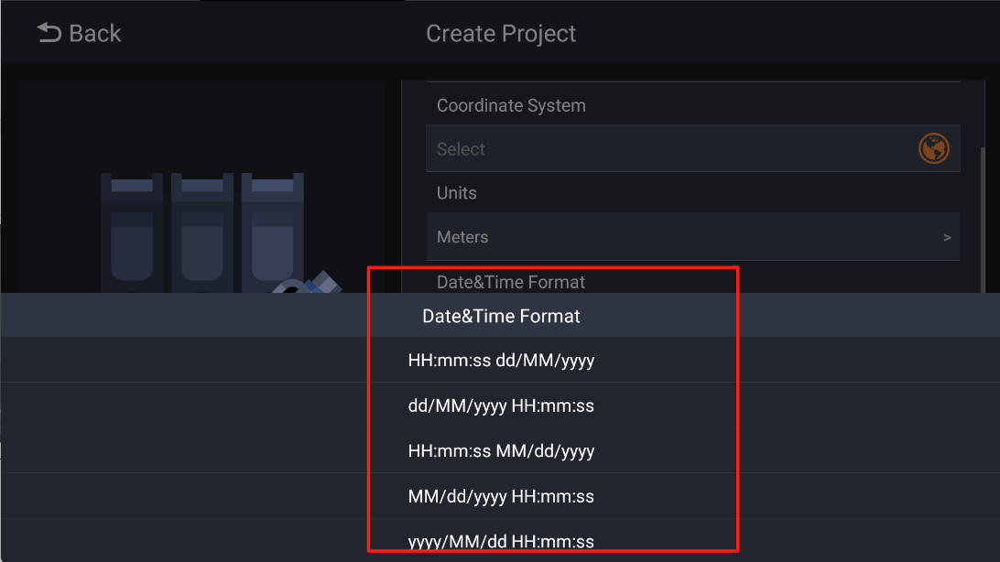 Back
Create Project
Coordinate System
Select
Units
Meters >
Date&Time Format
Date&Time Format
HH:mm:ss dd/MM/yyyy
dd/MM/yyyy HH:mm:ss
HH:mm:ss MM/dd/yyyy
MM/dd/yyyy HH:mm:ss
yyyy/MM/dd HH:mm:ss